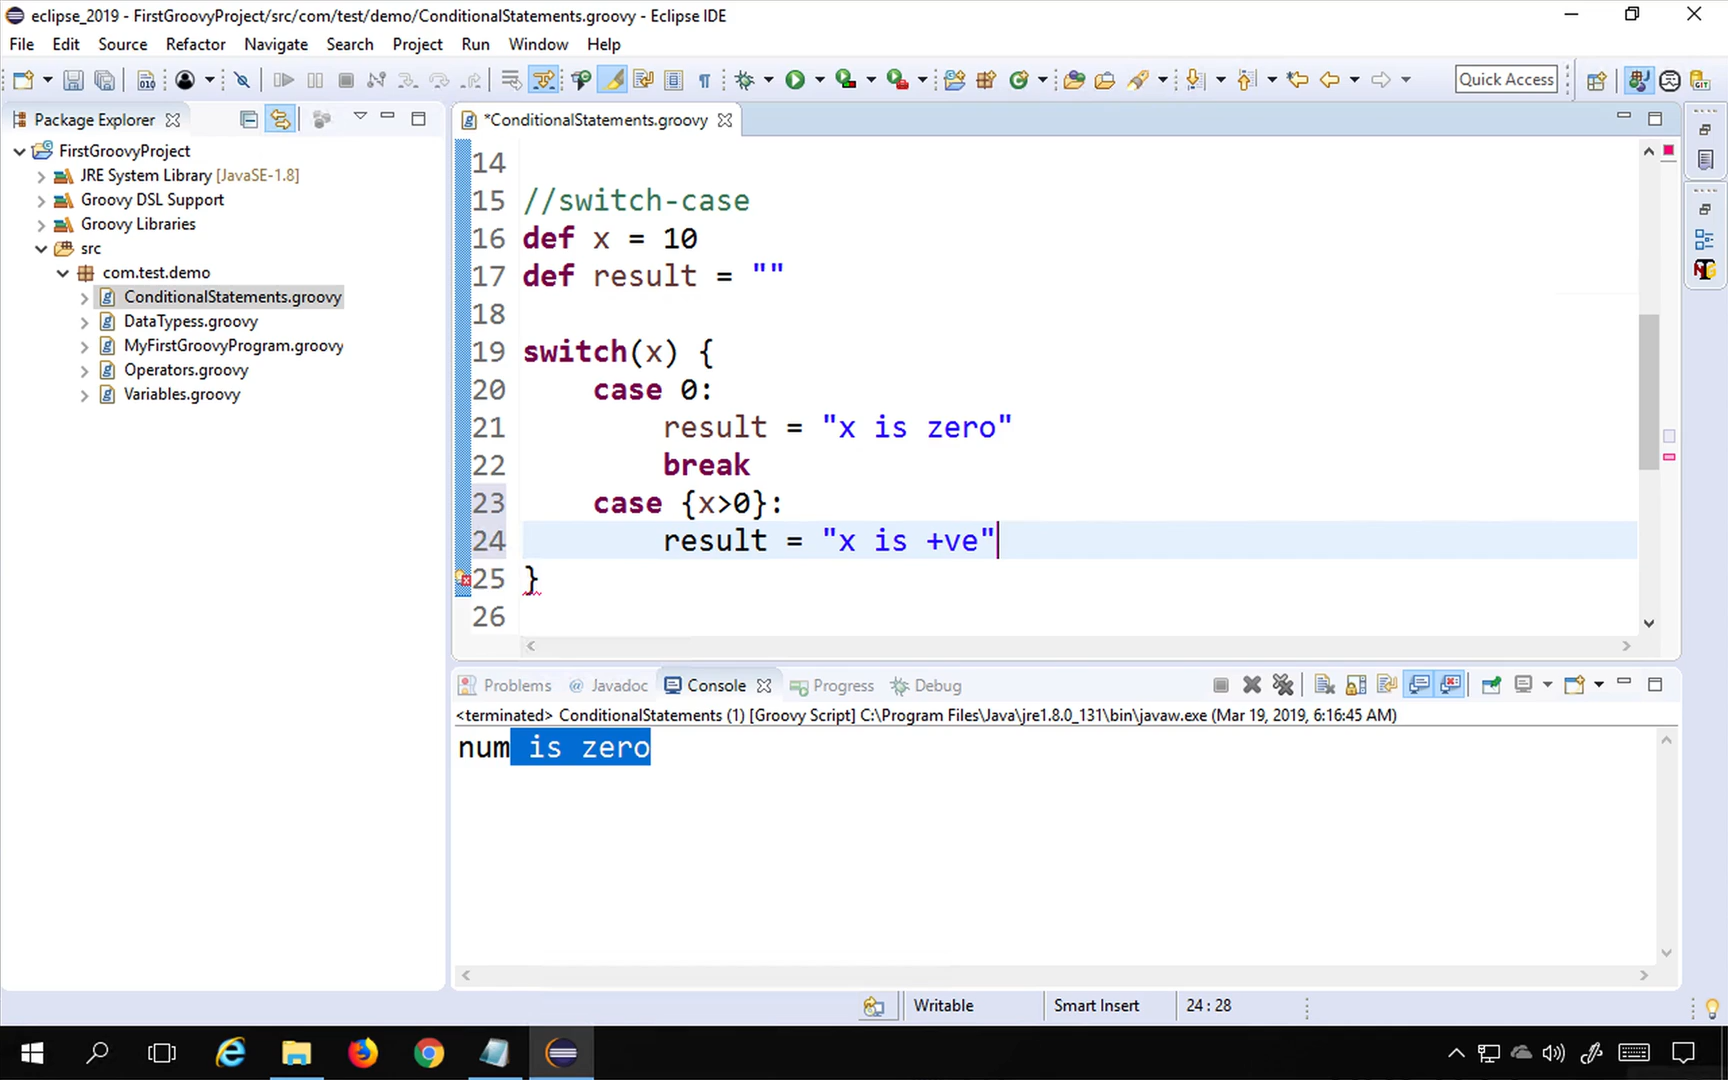 eclipse_2019 - FirstGroovyProject/src/com/test/demo/ConditionalStatements.groovy - Eclipse IDE
File Edit Source Refactor Navigate Search Project Run Window Help
Quick Access
Package Explorer
*ConditionalStatements.groovy
FirstGroovyProject
JRE System Library [JavaSE-1.8]
Groovy DSL Support
Groovy Libraries
src
com.test.demo
ConditionalStatements.groovy
DataTypess.groovy
MyFirstGroovyProgram.groovy
Operators.groovy
Variables.groovy
14
15 //switch-case
16 def x = 10
17 def result = ""
18
19 switch(x) {
20 case 0:
21 result = "x is zero"
22 break
23 case {x>0}:
24 result = "x is +ve"
25 }
26
Problems @ Javadoc Console Progress Debug
<terminated> ConditionalStatements (1) [Groovy Script] C:\Program Files\Java\jre1.8.0_131\bin\javaw.exe (Mar 19, 2019, 6:16:45 AM)
num is zero
Writable Smart Insert 24 : 28